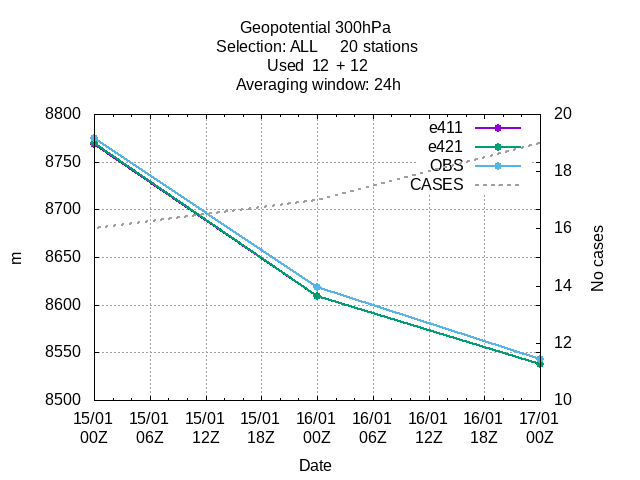 Geopotential 300hPa
Selection: ALL     20 stations
Used  12 + 12
Averaging window: 24h
8800
8750
8700
8650
8600
8550
8500
m
20
18
16
14
12
10
No cases
e411
e421
OBS
CASES
15/01 15/01 15/01 15/01 16/01 16/01 16/01 16/01 17/01
00Z 06Z 12Z 18Z 00Z 06Z 12Z 18Z 00Z
Date